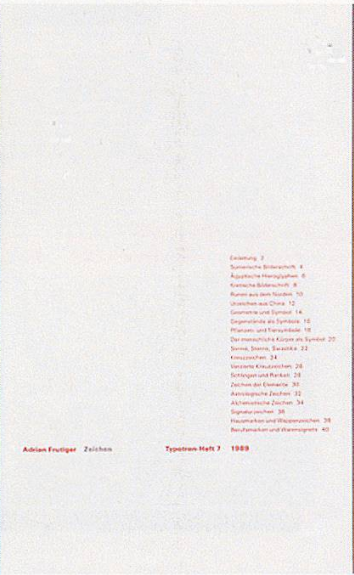 Einleitung 3
Sumerische Bilderschrift 4
Ägyptische Hieroglyphen 6
Kretische Bilderschrift 8
Runen aus dem Norden 10
Urzeichen aus China 12
Geometrie und Symbol 14
Gegenstände als Symbole 16
Pflanzen- und Tiersymbole 18
Der menschliche Körper als Symbol 20
Sonne, Sterne, Swastika 22
Kreuzzeichen 24
Verzierte Kreuzzeichen 26
Schlingen und Ranken 28
Zeichen der Elemente 30
Astrologische Zeichen 32
Alchemistische Zeichen 34
Signaturzeichen 36
Hausmarken und Wappenzeichen 38
Berufsmarken und Warensignete 40
Adrian Frutiger Zeichen Typotron-Heft 7 1989